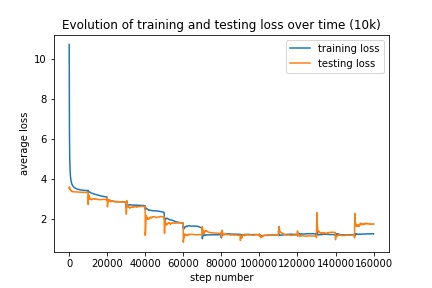 Evolution of training and testing loss over time (10k)
training loss
testing loss
average loss
10
8
6
4
2
0 20000 40000 60000 80000 100000 120000 140000 160000
step number